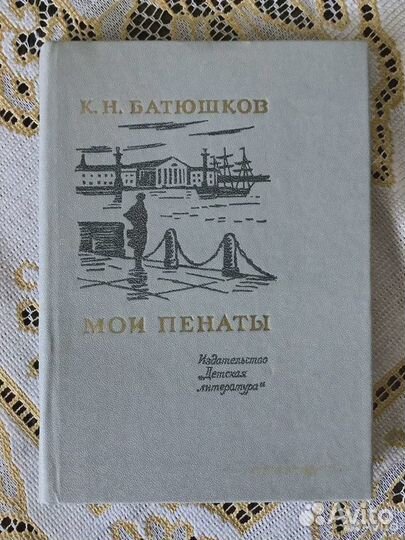 К. Н. БАТЮШКОВ
МОИ ПЕНАТЫ
Издательство
„Детская
литература"
Avito